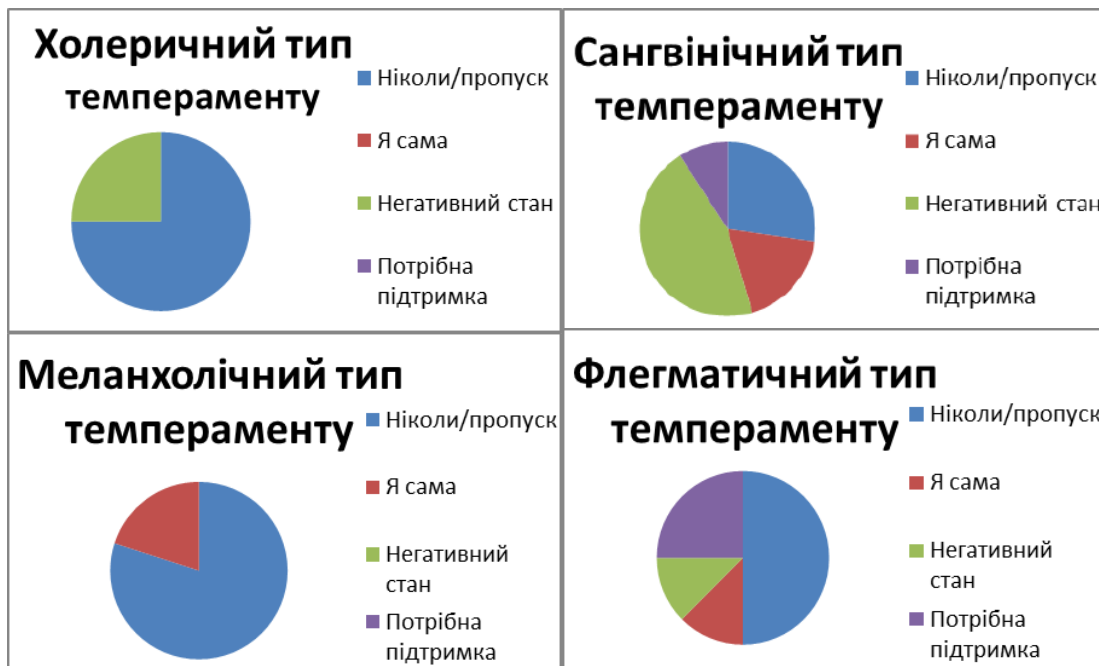 Холеричний тип
темпераменту
Ніколи/пропуск
Я сама
Негативний стан
Потрібна
підтримка
Сангвінічний тип
темпераменту
Ніколи/пропуск
Я сама
Негативний стан
Потрібна
підтримка
Меланхолічний тип
темпераменту
Ніколи/пропуск
Я сама
Негативний
стан
Потрібна
підтримка
Флегматичний тип
темпераменту
Ніколи/пропуск
Я сама
Негативний
стан
Потрібна
підтримка